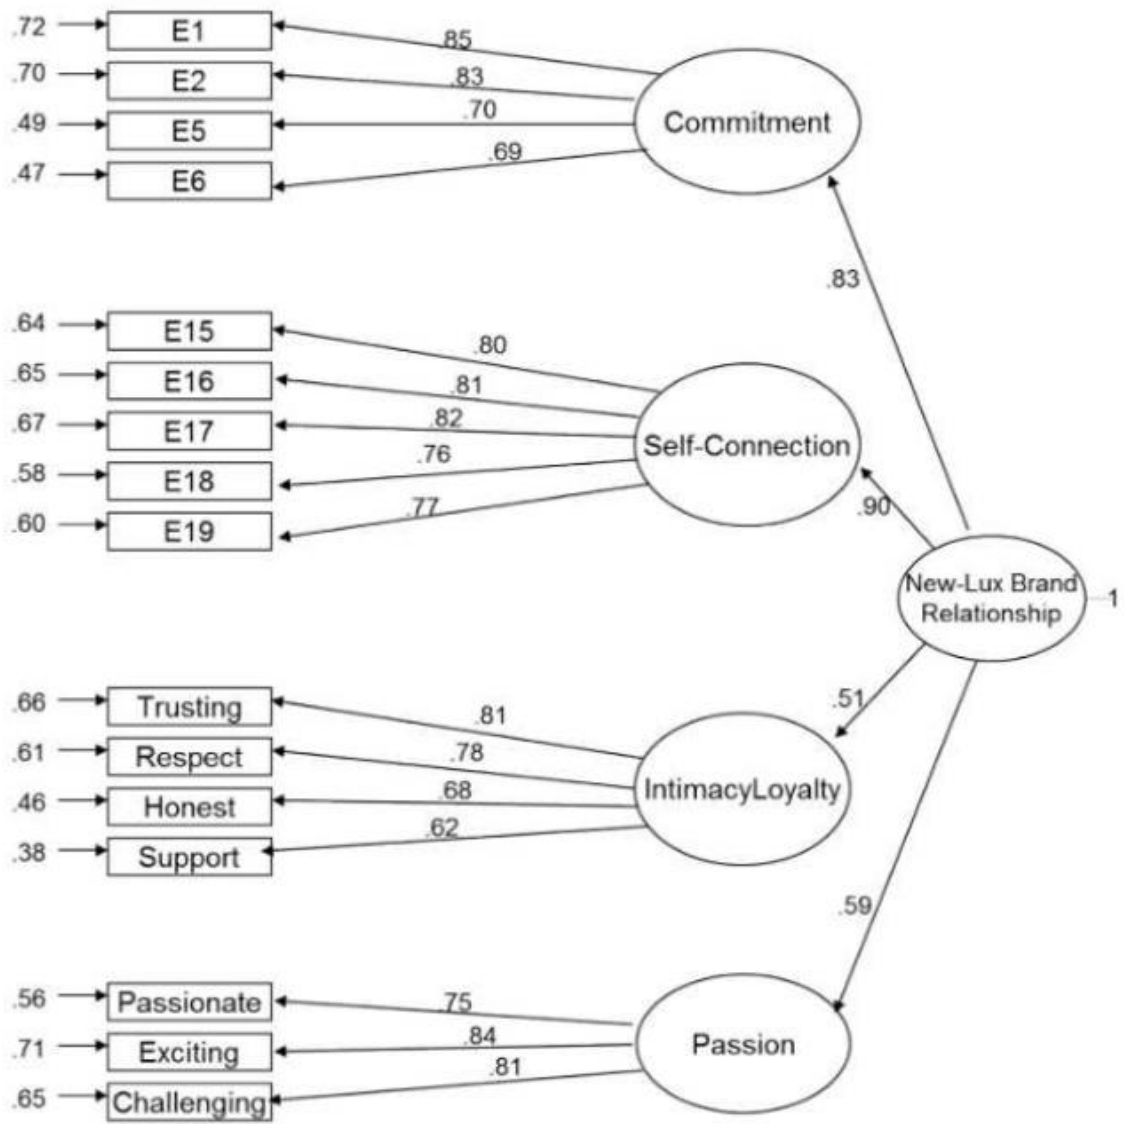 .72 E1 .85
.70 E2 .83
.49 E5 .70
.47 E6 .69
Commitment
.83
.64 E15 .80
.65 E16 .81
.67 E17 .82
.58 E18 .76
.60 E19 .77
Self-Connection
.90
New-Lux Brand
Relationship
1
.66 Trusting .81
.61 Respect .78
.46 Honest .68
.38 Support .62
IntimacyLoyalty
.51
.59
.56 Passionate .75
.71 Exciting .84
.65 Challenging .81
Passion